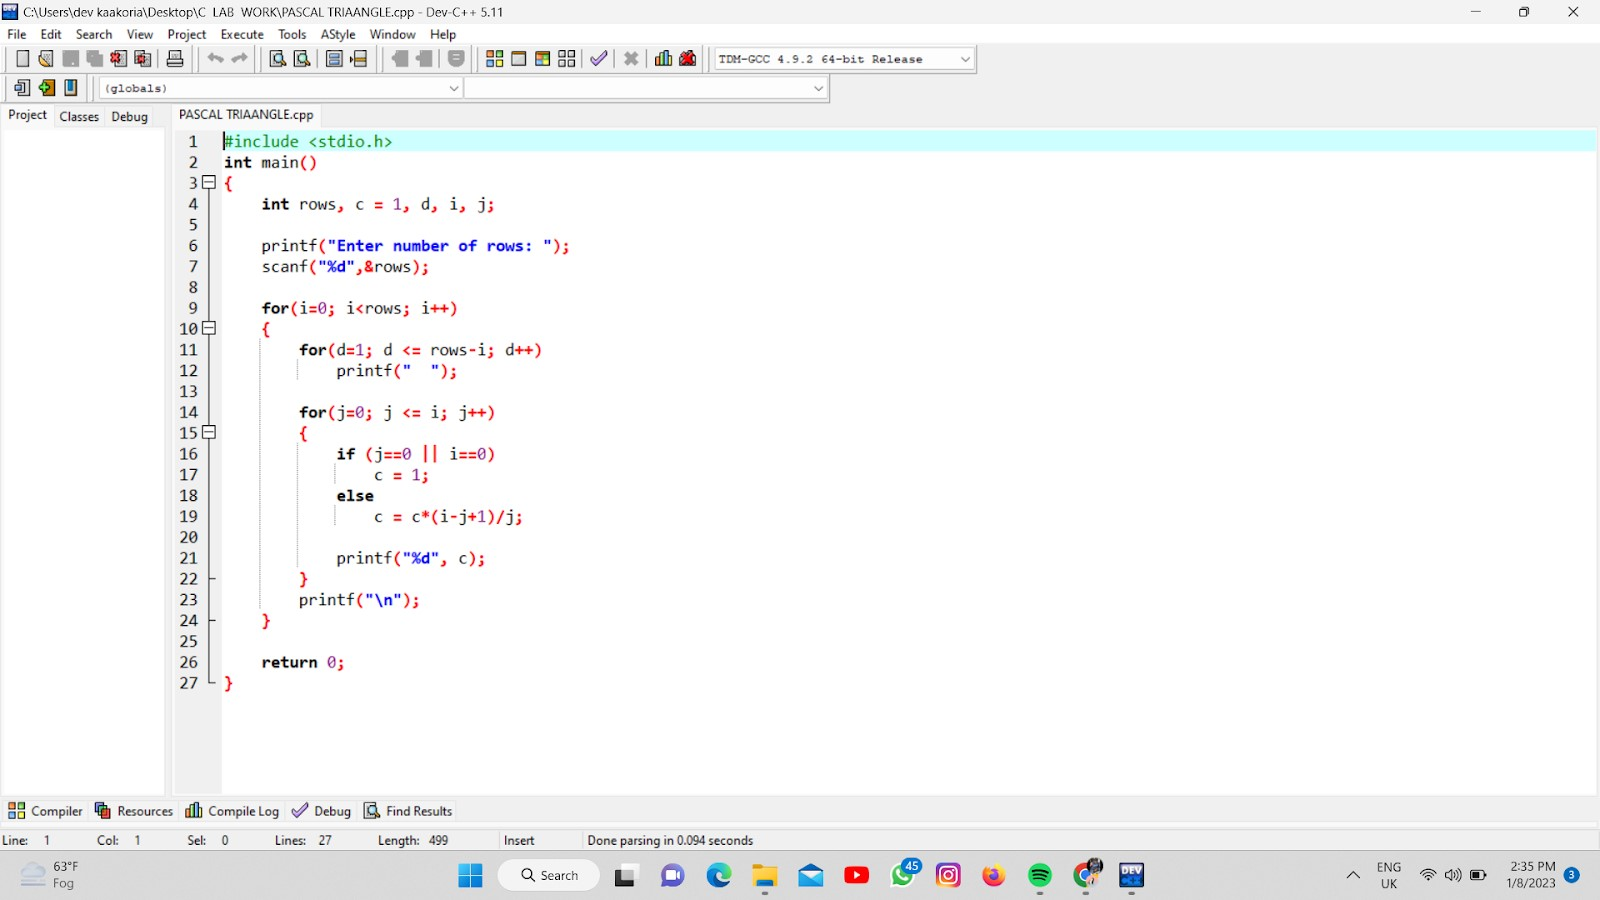 C:\Users\dev kaakoria\Desktop\C LAB WORK\PASCAL TRIAANGLE.cpp - Dev-C++ 5.11
File Edit Search View Project Execute Tools AStyle Window Help
TDM-GCC 4.9.2 64-bit Release
(globals)
Project Classes Debug PASCAL TRIAANGLE.cpp
1 #include <stdio.h>
2 int main()
3 {
4 int rows, c = 1, d, i, j;
5
6 printf("Enter number of rows: ");
7 scanf("%d",&rows);
8
9 for(i=0; i<rows; i++)
10 {
11 for(d=1; d <= rows-i; d++)
12 printf("  ");
13
14 for(j=0; j <= i; j++)
15 {
16 if (j==0 || i==0)
17 c = 1;
18 else
19 c = c*(i-j+1)/j;
20
21 printf("%d", c);
22 }
23 printf("\n");
24 }
25
26 return 0;
27 }
Compiler Resources Compile Log Debug Find Results
Line: 1 Col: 1 Sel: 0 Lines: 27 Length: 499 Insert Done parsing in 0.094 seconds
63°F
Fog
Search
45
DEV
ENG
UK
2:35 PM
1/8/2023
3